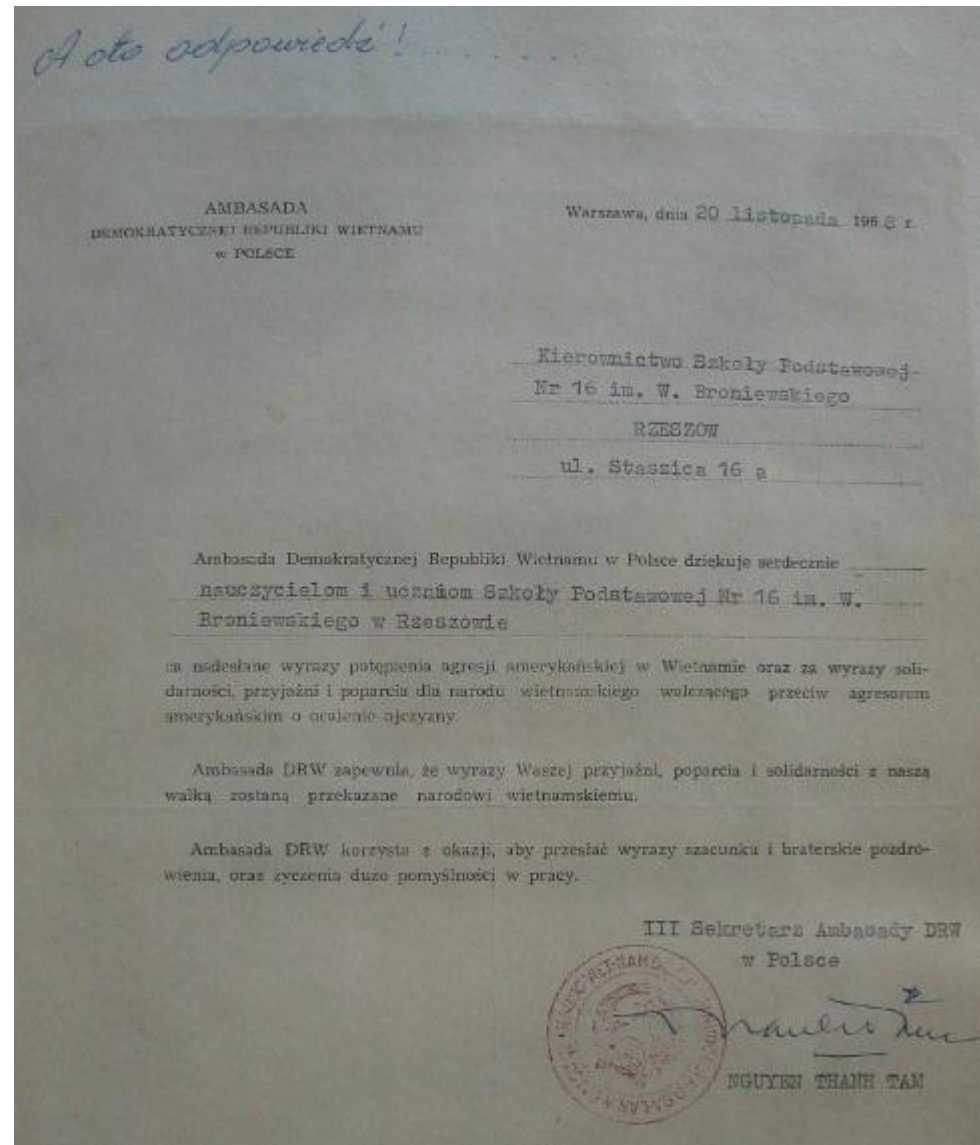 A oto odpowiedź! . . . . . . .
AMBASADA
DEMOKRATYCZNEJ REPUBLIKI WIETNAMU
w POLSCE
Warszawa, dnia 20 listopada 1968 r.
Kierownictwo Szkoły Podstawowej
Nr 16 im. W. Broniewskiego
RZESZOW
ul. Staszica 16 a
Ambasada Demokratycznej Republiki Wietnamu w Polsce dziękuje serdecznie
nauczycielom i uczniom Szkoły Podstawowej Nr 16 im. W.
Broniewskiego w Rzeszowie
za nadesłane wyrazy potępienia agresji amerykańskiej w Wietnamie oraz za wyrazy soli-
darności, przyjaźni i poparcia dla narodu wietnamskiego walczącego przeciw agresorom
amerykańskim o ocalenie ojczyzny.
Ambasada DRW zapewnia, że wyrazy Waszej przyjaźni, poparcia i solidarności z naszą
walką zostaną przekazane narodowi wietnamskiemu.
Ambasada DRW korzysta z okazji, aby przesłać wyrazy szacunku i braterskie pozdro-
wienia, oraz życzenia dużo pomyślności w pracy.
III Sekretarz Ambasady DRW
w Polsce
NGUYEN THANH TAM